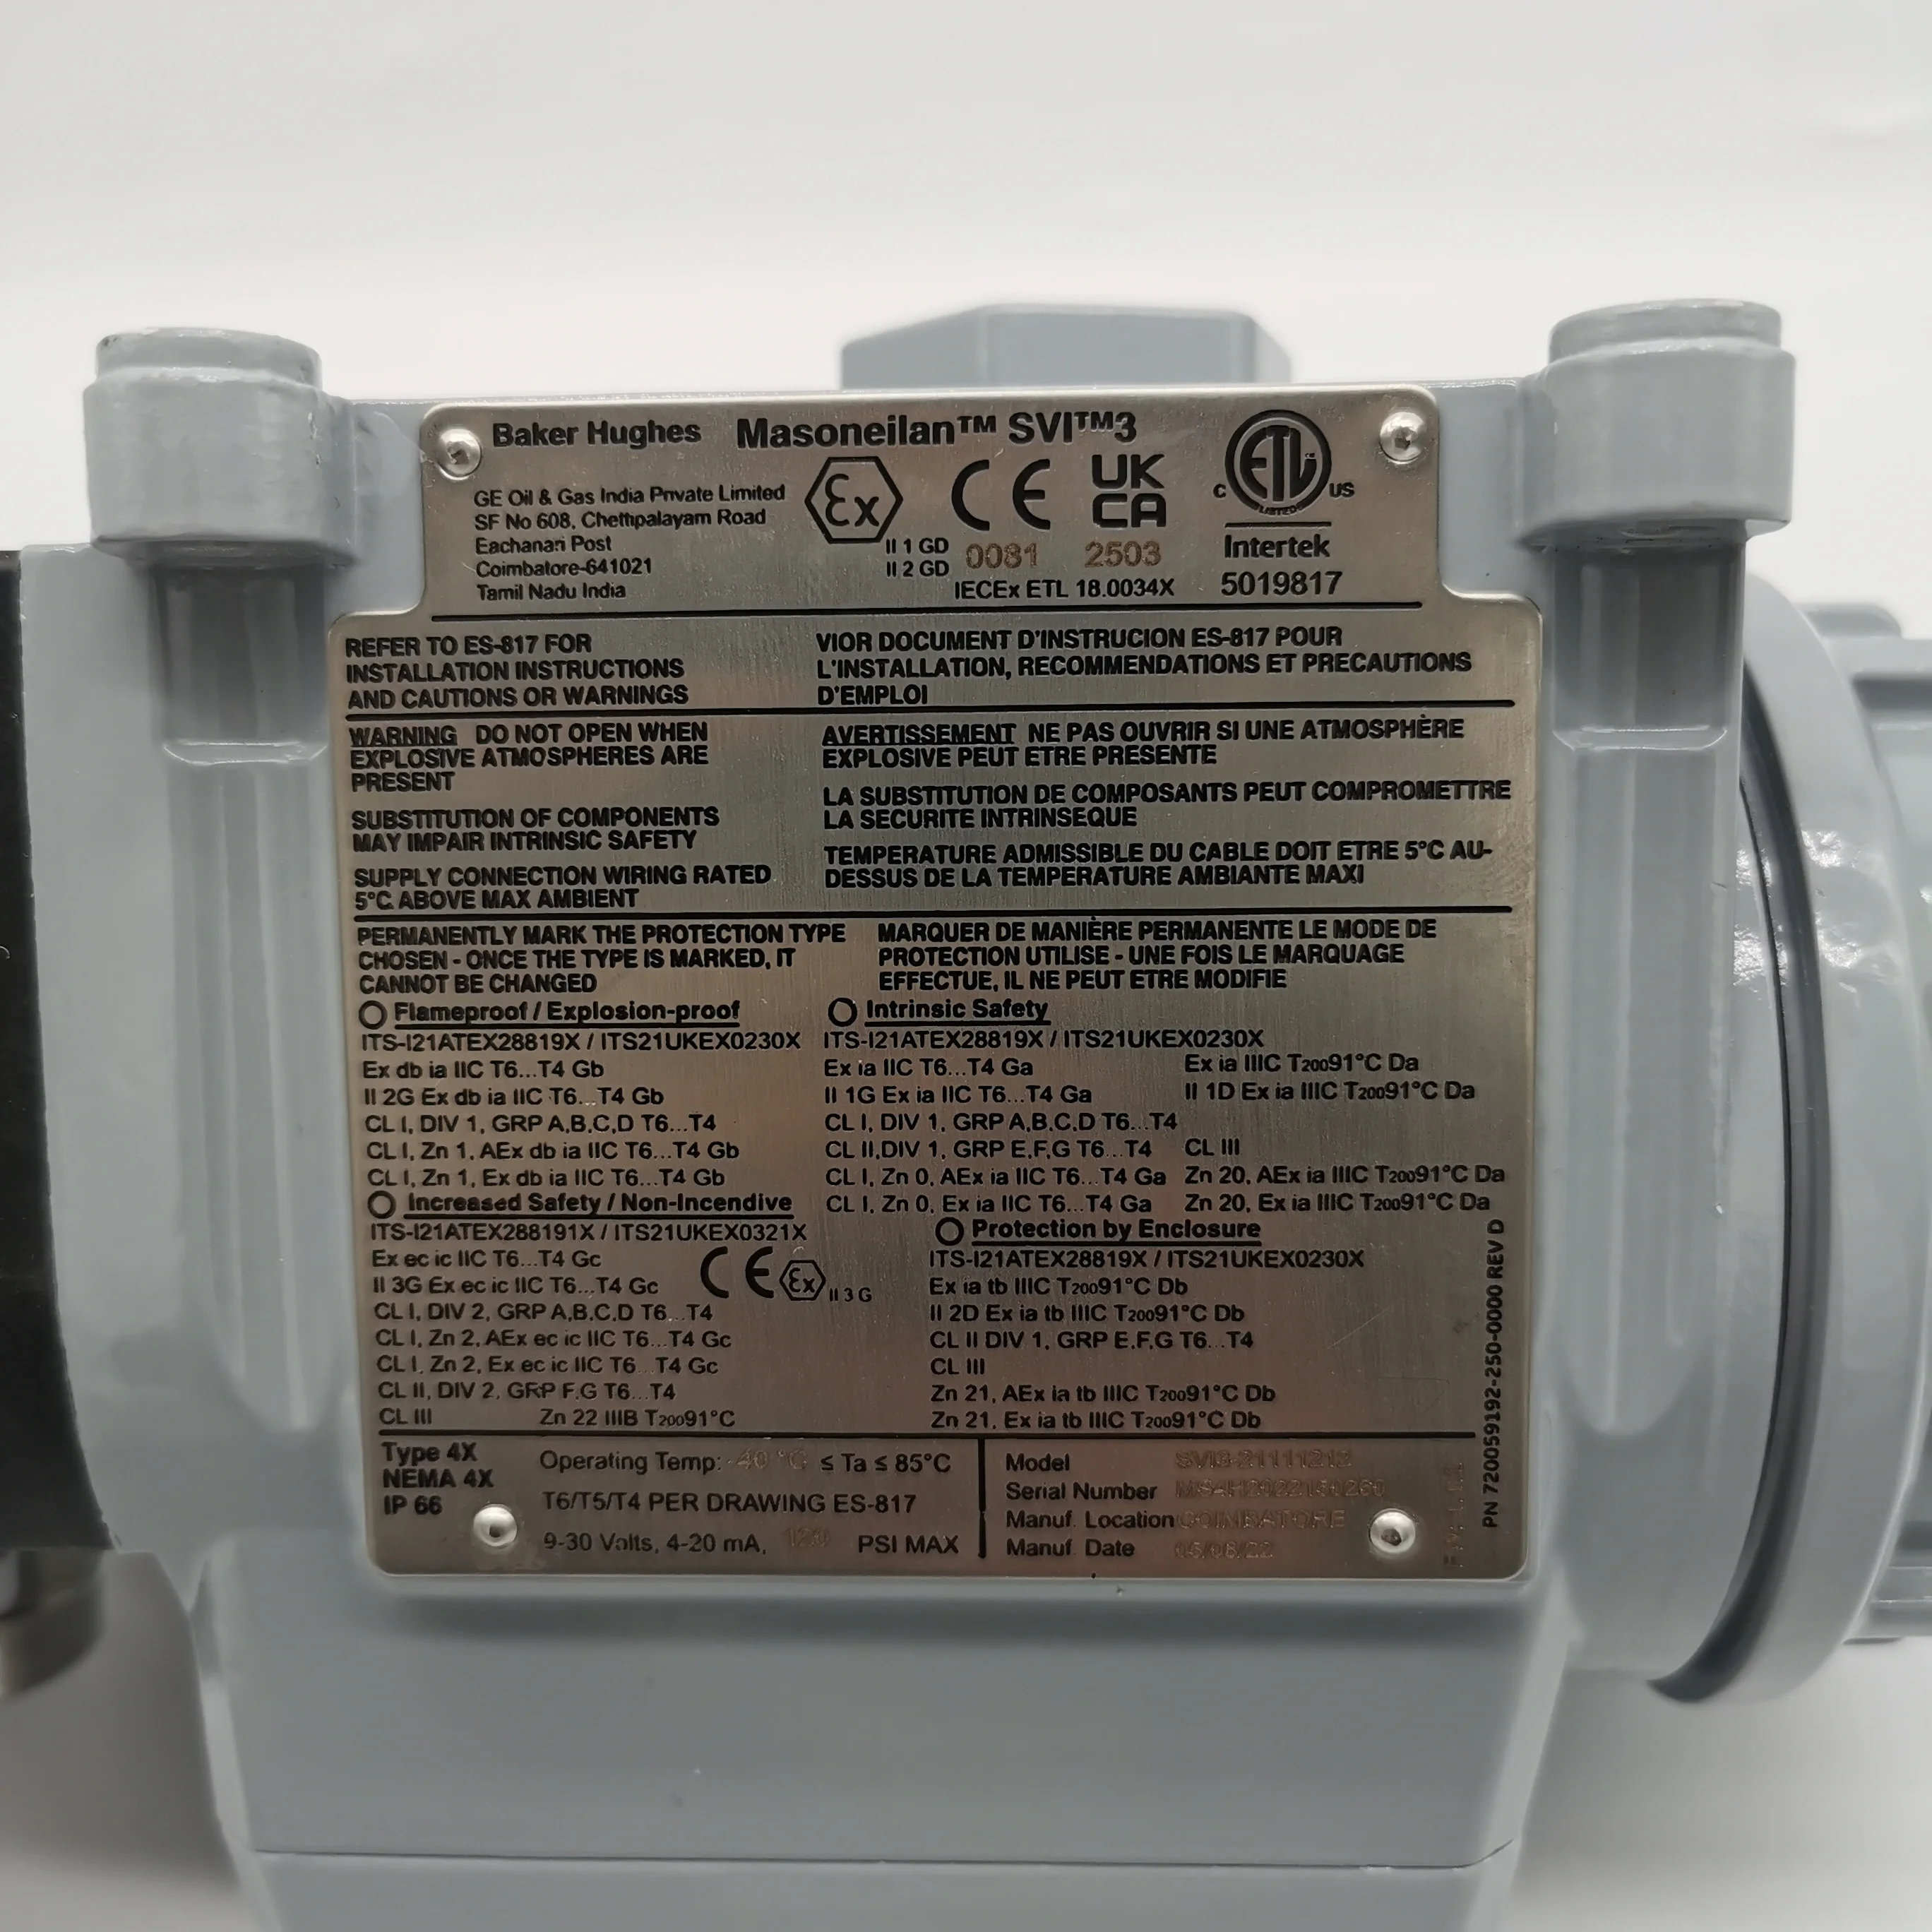 Baker Hughes Masoneilan™ SVI™3
GE Oil & Gas India Private Limited
SF No 608, Chettipalayam Road
Eachanari Post
Coimbatore-641021
Tamil Nadu India
Ex
II 1 GD
II 2 GD
CE
0081
UK
CA
2503
IECEx ETL 18.0034X
ETL
LISTED
C US
Intertek
5019817
REFER TO ES-817 FOR
INSTALLATION INSTRUCTIONS
AND CAUTIONS OR WARNINGS
VIOR DOCUMENT D'INSTRUCION ES-817 POUR
L'INSTALLATION, RECOMMENDATIONS ET PRECAUTIONS
D'EMPLOI
WARNING DO NOT OPEN WHEN
EXPLOSIVE ATMOSPHERES ARE
PRESENT
SUBSTITUTION OF COMPONENTS
MAY IMPAIR INTRINSIC SAFETY
SUPPLY CONNECTION WIRING RATED
5°C ABOVE MAX AMBIENT
AVERTISSEMENT NE PAS OUVRIR SI UNE ATMOSPHÈRE
EXPLOSIVE PEUT ETRE PRESENTE
LA SUBSTITUTION DE COMPOSANTS PEUT COMPROMETTRE
LA SECURITE INTRINSEQUE
TEMPERATURE ADMISSIBLE DU CABLE DOIT ETRE 5°C AU-
DESSUS DE LA TEMPERATURE AMBIANTE MAXI
PERMANENTLY MARK THE PROTECTION TYPE
CHOSEN - ONCE THE TYPE IS MARKED, IT
CANNOT BE CHANGED
MARQUER DE MANIÈRE PERMANENTE LE MODE DE
PROTECTION UTILISE - UNE FOIS LE MARQUAGE
EFFECTUE, IL NE PEUT ETRE MODIFIE
Flameproof / Explosion-proof
ITS-I21ATEX28819X / ITS21UKEX0230X
Ex db ia IIC T6...T4 Gb
II 2G Ex db ia IIC T6...T4 Gb
CL I, DIV 1, GRP A,B,C,D T6...T4
CL I, Zn 1, AEx db ia IIC T6...T4 Gb
CL I, Zn 1, Ex db ia IIC T6...T4 Gb
Intrinsic Safety
ITS-I21ATEX28819X / ITS21UKEX0230X
Ex ia IIC T6...T4 Ga Ex ia IIIC T20091°C Da
II 1G Ex ia IIC T6...T4 Ga II 1D Ex ia IIIC T20091°C Da
CL I, DIV 1, GRP A,B,C,D T6...T4
CL II,DIV 1, GRP E,F,G T6...T4 CL III
CL I, Zn 0, AEx ia IIC T6...T4 Ga Zn 20, AEx ia IIIC T20091°C Da
CL I, Zn 0, Ex ia IIC T6...T4 Ga Zn 20, Ex ia IIIC T20091°C Da
Increased Safety / Non-Incendive
ITS-I21ATEX288191X / ITS21UKEX0321X
Ex ec ic IIC T6...T4 Gc
II 3G Ex ec ic IIC T6...T4 Gc
CL I, DIV 2, GRP A,B,C,D T6...T4
CL I, Zn 2, AEx ec ic IIC T6...T4 Gc
CL I, Zn 2, Ex ec ic IIC T6...T4 Gc
CL II, DIV 2, GRP F,G T6...T4
CL III Zn 22 IIIB T20091°C
CE Ex II 3 G
Protection by Enclosure
ITS-I21ATEX28819X / ITS21UKEX0230X
Ex ia tb IIIC T20091°C Db
II 2D Ex ia tb IIIC T20091°C Db
CL II DIV 1, GRP E,F,G T6...T4
CL III
Zn 21, AEx ia tb IIIC T20091°C Db
Zn 21, Ex ia tb IIIC T20091°C Db
Type 4X
NEMA 4X
IP 66
Operating Temp: -40 °C ≤ Ta ≤ 85°C
T6/T5/T4 PER DRAWING ES-817
9-30 Volts, 4-20 mA, 120 PSI MAX
Model SVI3-21111213
Serial Number
Manuf. Location COIMBATORE
Manuf. Date 05/06/22
PN 720059192-250-0000 REV D